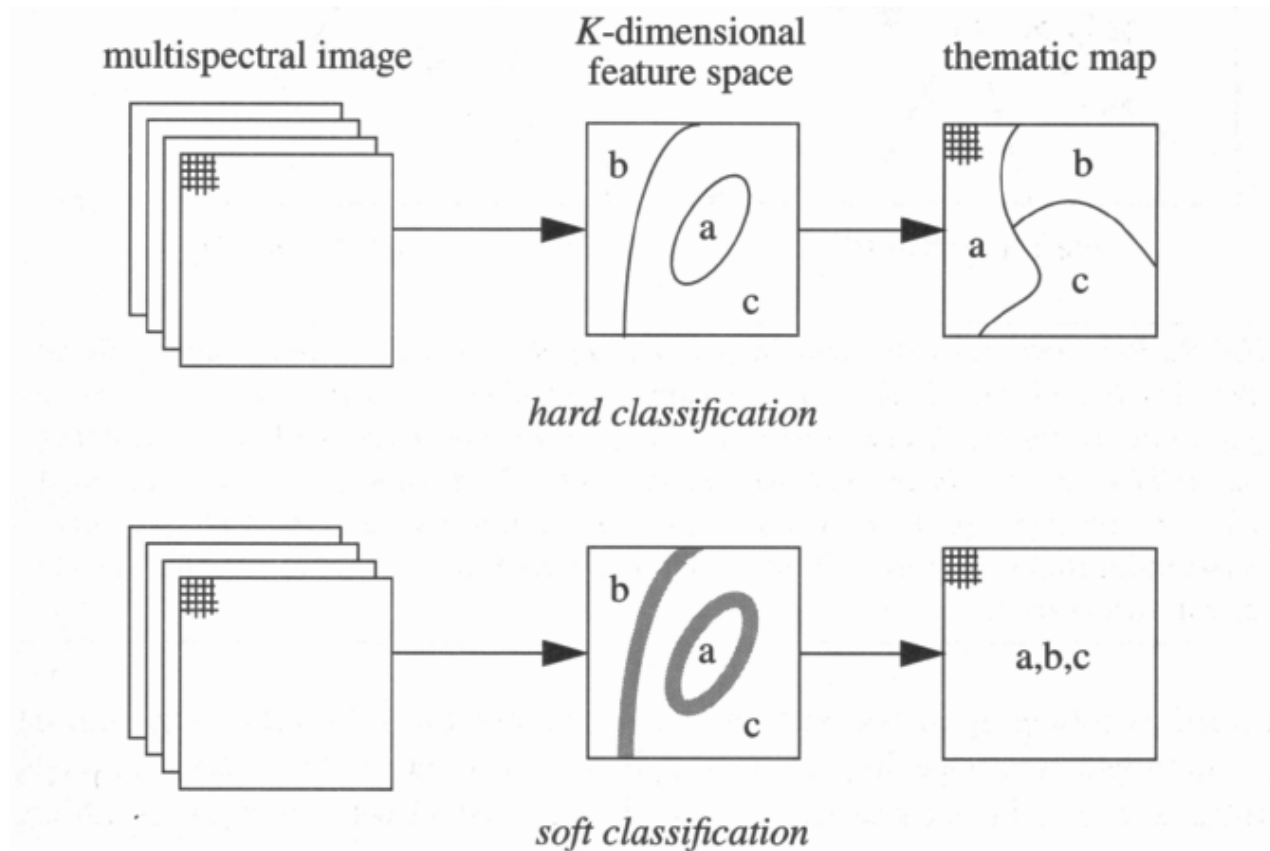 multispectral image
K-dimensional
feature space
thematic map
b
a
c
a
b
c
hard classification
b
a
c
a,b,c
soft classification